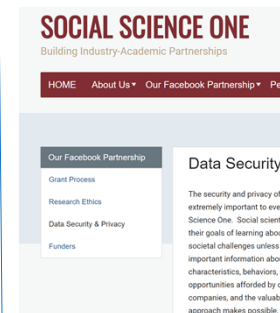 SOCIAL SCIENCE ONE
Building Industry-Academic Partnerships
HOME About Us Our Facebook Partnership
Our Facebook Partnership
Grant Process
Research Ethics
Data Security & Privacy
Funders
Data Security
The security and privacy of
extremely important to eve
Science One. Social scient
their goals of learning abou
societal challenges unless
important information abou
characteristics, behaviors,
opportunities afforded by c
companies, and the valuab
approach makes possible.